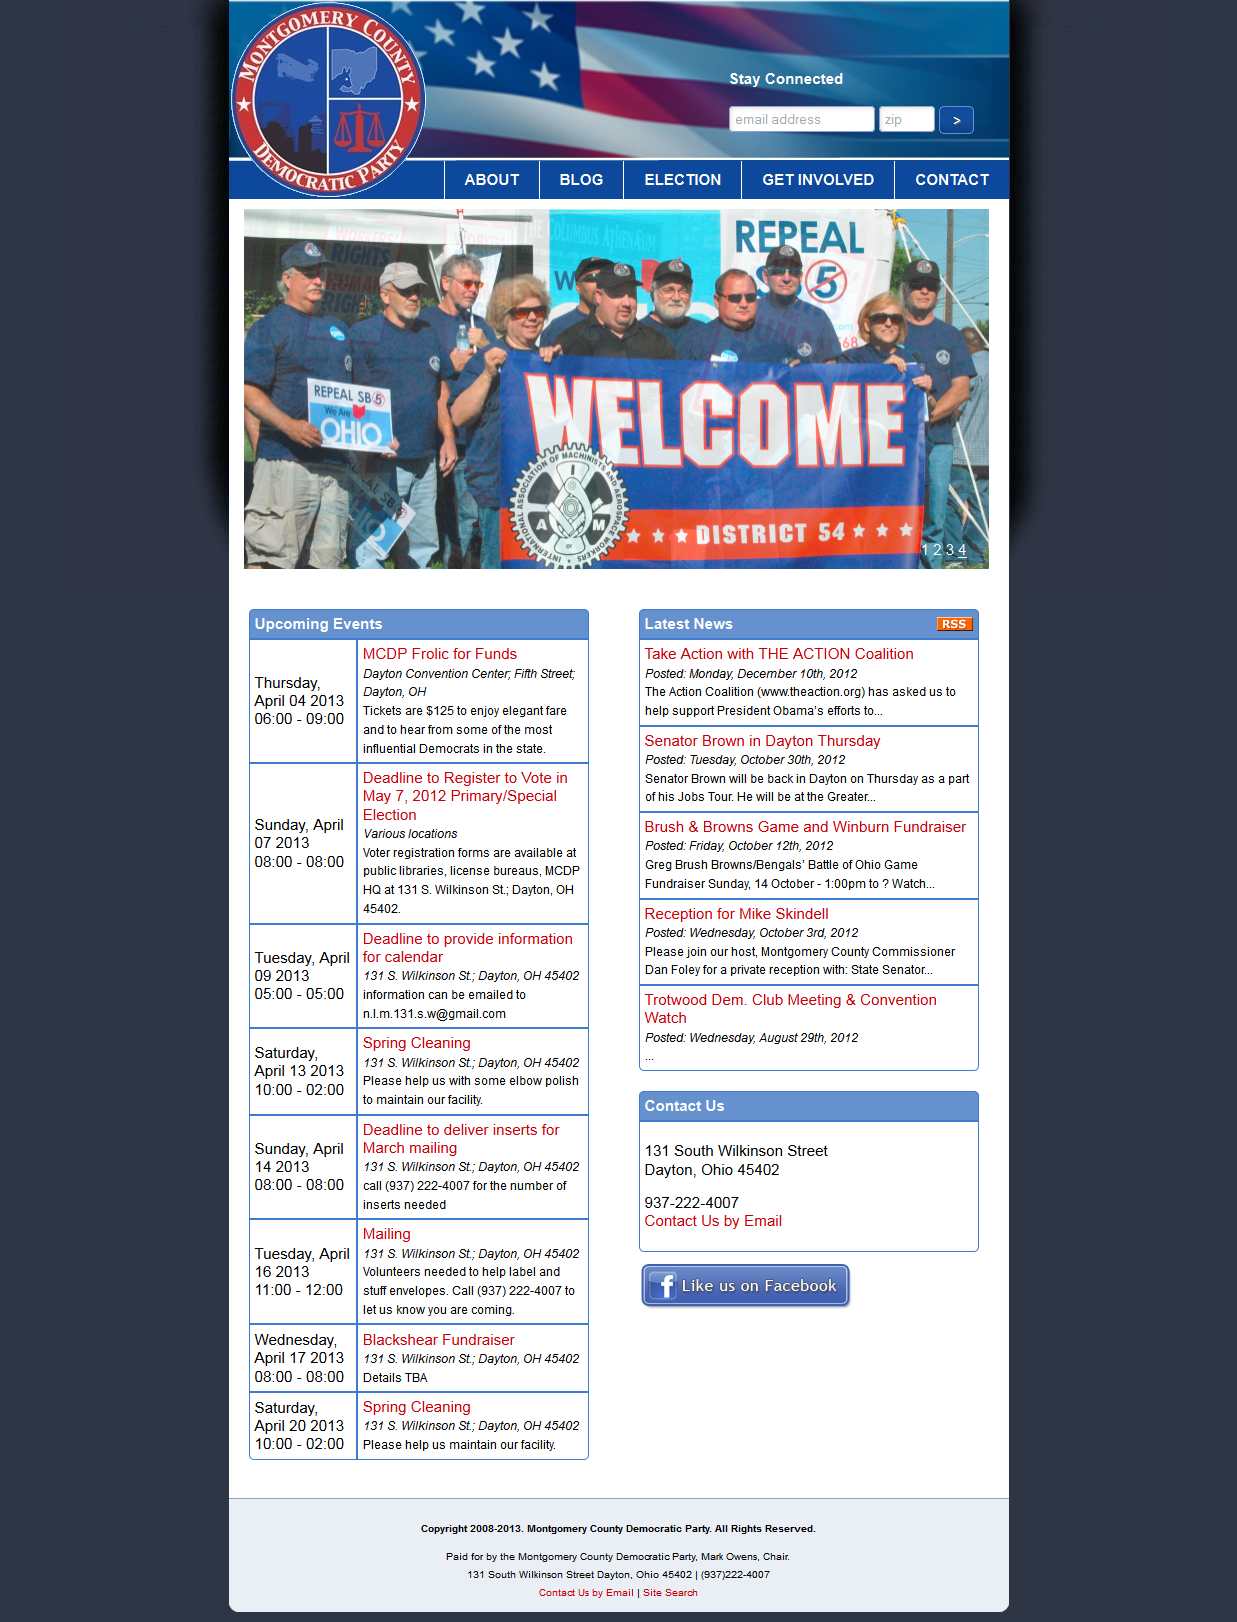 MONTGOMERY COUNTY
DEMOCRATIC PARTY
Stay Connected
email address
zip
>
ABOUT
BLOG
ELECTION
GET INVOLVED
CONTACT
THE COLUMBUS ATHENÆUM
WORKERS'
RIGHTS
HUMAN
RIGHTS
REPEAL
SB5
REPEAL SB5
We Are
OHIO
REPEAL SB5
WELCOME
INTERNATIONAL ASSOCIATION OF MACHINISTS AND AEROSPACE WORKERS
I A M
DISTRICT 54
1 2 3 4
Upcoming Events
Thursday,
April 04 2013
06:00 - 09:00
MCDP Frolic for Funds
Dayton Convention Center; Fifth Street;
Dayton, OH
Tickets are $125 to enjoy elegant fare
and to hear from some of the most
influential Democrats in the state.
Sunday, April
07 2013
08:00 - 08:00
Deadline to Register to Vote in
May 7, 2012 Primary/Special
Election
Various locations
Voter registration forms are available at
public libraries, license bureaus, MCDP
HQ at 131 S. Wilkinson St.; Dayton, OH
45402.
Tuesday, April
09 2013
05:00 - 05:00
Deadline to provide information
for calendar
131 S. Wilkinson St.; Dayton, OH 45402
information can be emailed to
n.l.m.131.s.w@gmail.com
Saturday,
April 13 2013
10:00 - 02:00
Spring Cleaning
131 S. Wilkinson St.; Dayton, OH 45402
Please help us with some elbow polish
to maintain our facility.
Sunday, April
14 2013
08:00 - 08:00
Deadline to deliver inserts for
March mailing
131 S. Wilkinson St.; Dayton, OH 45402
call (937) 222-4007 for the number of
inserts needed
Tuesday, April
16 2013
11:00 - 12:00
Mailing
131 S. Wilkinson St.; Dayton, OH 45402
Volunteers needed to help label and
stuff envelopes. Call (937) 222-4007 to
let us know you are coming.
Wednesday,
April 17 2013
08:00 - 08:00
Blackshear Fundraiser
131 S. Wilkinson St.; Dayton, OH 45402
Details TBA
Saturday,
April 20 2013
10:00 - 02:00
Spring Cleaning
131 S. Wilkinson St.; Dayton, OH 45402
Please help us maintain our facility.
Latest News
RSS
Take Action with THE ACTION Coalition
Posted: Monday, December 10th, 2012
The Action Coalition (www.theaction.org) has asked us to
help support President Obama's efforts to...
Senator Brown in Dayton Thursday
Posted: Tuesday, October 30th, 2012
Senator Brown will be back in Dayton on Thursday as a part
of his Jobs Tour. He will be at the Greater...
Brush & Browns Game and Winburn Fundraiser
Posted: Friday, October 12th, 2012
Greg Brush Browns/Bengals' Battle of Ohio Game
Fundraiser Sunday, 14 October - 1:00pm to ? Watch...
Reception for Mike Skindell
Posted: Wednesday, October 3rd, 2012
Please join our host, Montgomery County Commissioner
Dan Foley for a private reception with: State Senator...
Trotwood Dem. Club Meeting & Convention
Watch
Posted: Wednesday, August 29th, 2012
...
Contact Us
131 South Wilkinson Street
Dayton, Ohio 45402
937-222-4007
Contact Us by Email
Like us on Facebook
Copyright 2008-2013. Montgomery County Democratic Party. All Rights Reserved.
Paid for by the Montgomery County Democratic Party, Mark Owens, Chair.
131 South Wilkinson Street Dayton, Ohio 45402 | (937)222-4007
Contact Us by Email | Site Search